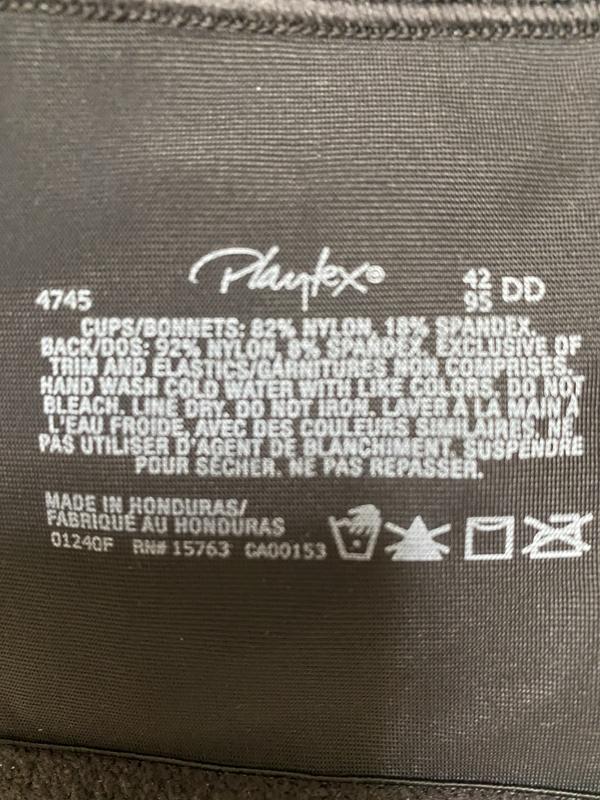 Playtex®
4745
42
95 DD
CUPS/BONNETS: 82% NYLON, 18% SPANDEX.
BACK/DOS: 92% NYLON, 8% SPANDEX. EXCLUSIVE OF
TRIM AND ELASTICS/GARNITURES NON COMPRISES.
HAND WASH COLD WATER WITH LIKE COLORS. DO NOT
BLEACH. LINE DRY. DO NOT IRON. LAVER À LA MAIN À
L'EAU FROIDE, AVEC DES COULEURS SIMILAIRES. NE
PAS UTILISER D'AGENT DE BLANCHIMENT. SUSPENDRE
POUR SÉCHER. NE PAS REPASSER.
MADE IN HONDURAS/
FABRIQUÉ AU HONDURAS
01240F RN# 15763 CA00153